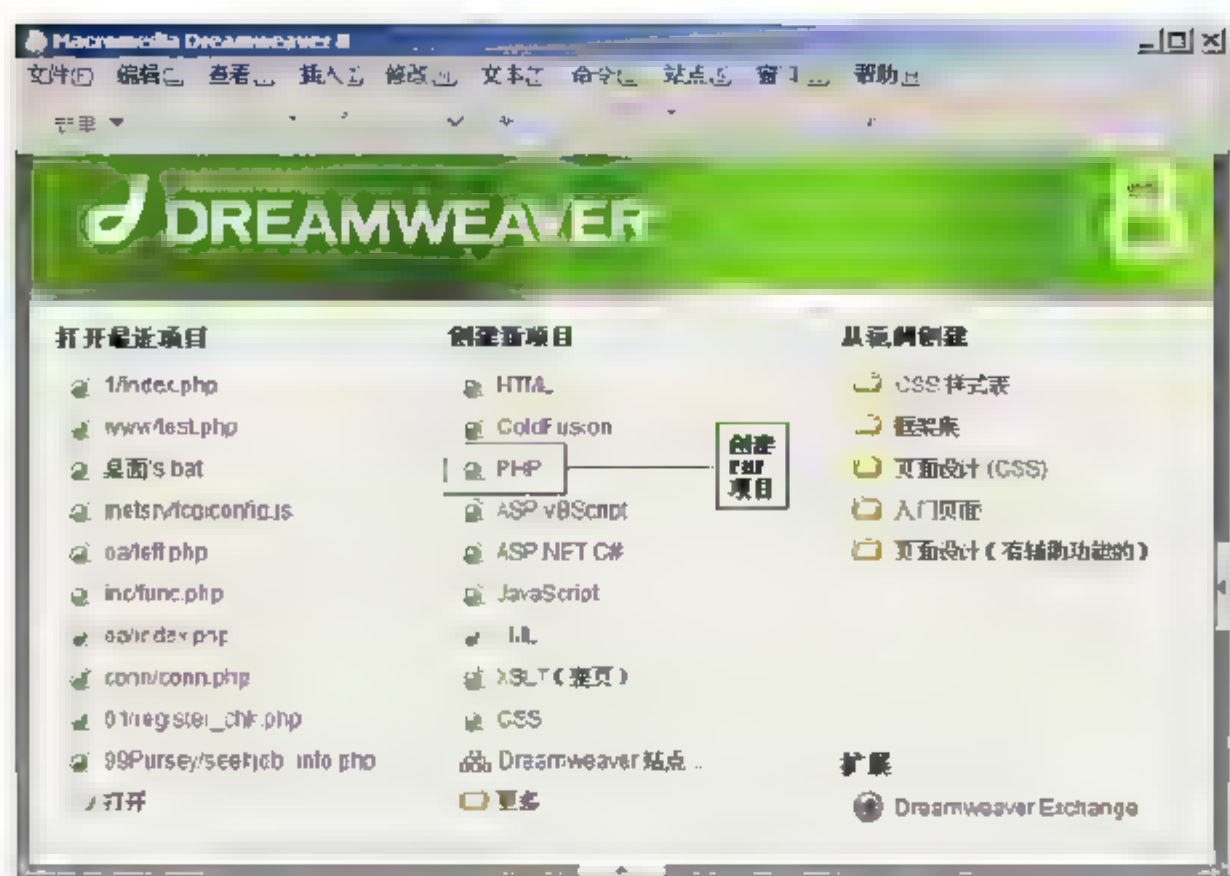 Macromedia Dreamweaver 8
文件(F) 编辑 查看 插入 修改 文本 命令 站点 窗口 帮助
DREAMWEAVER 8
打开最近项目
1/index.php
www/test.php
桌面's bat
oa/left.php
inc/func.php
oa/index.php
conn/conn.php
01/register_chk.php
打开
创建新项目
HTML
ColdFusion
PHP
ASP VBScript
ASP.NET C#
JavaScript
XML
XSLT（整页）
CSS
Dreamweaver 站点...
更多
创建
项目
从范例创建
CSS 样式表
框架集
页面设计 (CSS)
入门页面
页面设计（有辅助功能的）
扩展
Dreamweaver Exchange